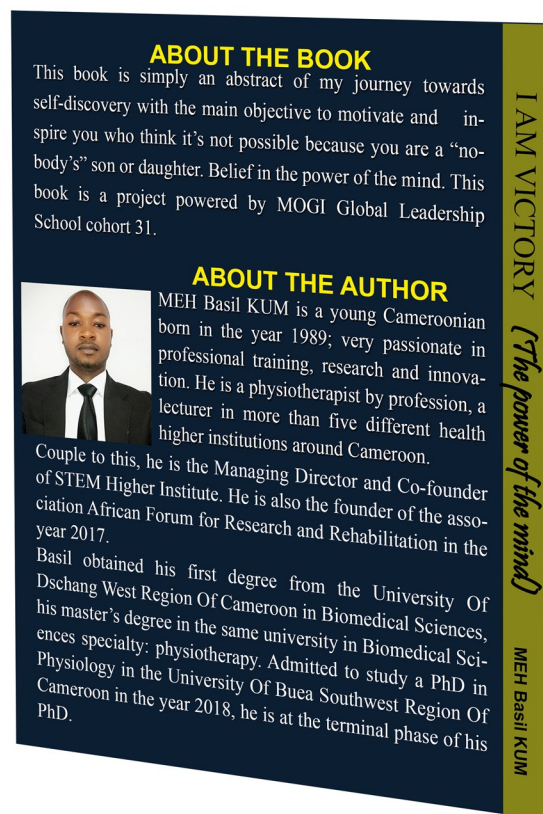 ABOUT THE BOOK
This book is simply an abstract of my journey towards
self-discovery with the main objective to motivate and in-
spire you who think it's not possible because you are a “no-
body's” son or daughter. Belief in the power of the mind. This
book is a project powered by MOGI Global Leadership
School cohort 31.
ABOUT THE AUTHOR
MEH Basil KUM is a young Cameroonian
born in the year 1989; very passionate in
professional training, research and innova-
tion. He is a physiotherapist by profession, a
lecturer in more than five different health
higher institutions around Cameroon.
Couple to this, he is the Managing Director and Co-founder
of STEM Higher Institute. He is also the founder of the asso-
ciation African Forum for Research and Rehabilitation in the
year 2017.
Basil obtained his first degree from the University Of
Dschang West Region Of Cameroon in Biomedical Sciences,
his master's degree in the same university in Biomedical Sci-
ences specialty: physiotherapy. Admitted to study a PhD in
Physiology in the University Of Buea Southwest Region Of
Cameroon in the year 2018, he is at the terminal phase of his
PhD.
I AM VICTORY (The power of the mind) MEH Basil KUM